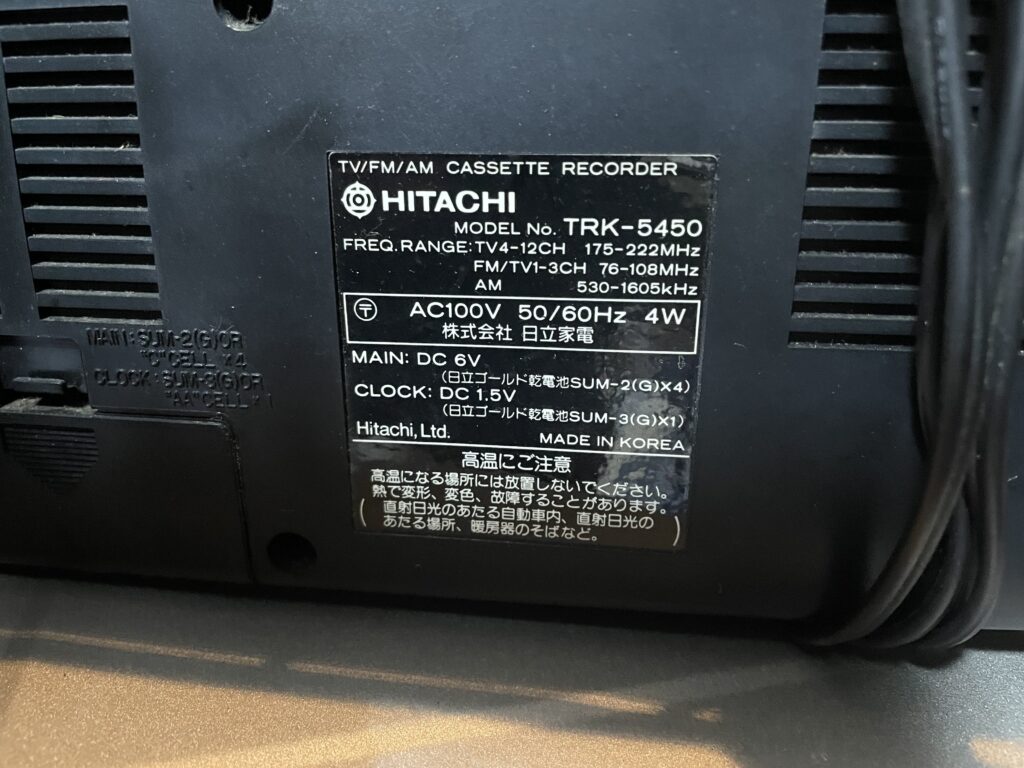 TV/FM/AM CASSETTE RECORDER
HITACHI
MODEL No. TRK-5450
FREQ.RANGE:TV4-12CH 175-222MHz
FM/TV1-3CH 76-108MHz
AM 530-1605kHz
〒 AC100V 50/60Hz 4W
株式会社 日立家電
MAIN: DC 6V
(日立ゴールド乾電池SUM-2(G)X4)
CLOCK: DC 1.5V
(日立ゴールド乾電池SUM-3(G)X1)
Hitachi, Ltd. MADE IN KOREA
高温にご注意
高温になる場所には放置しないでください。
熱で変形、変色、故障することがあります。
(直射日光のあたる自動車内、直射日光の
あたる場所、暖房器のそばなど。)
MAIN:SUM-2(G)OR
"C"CELL X4
CLOCK:SUM-3(G)OR
"AA"CELL